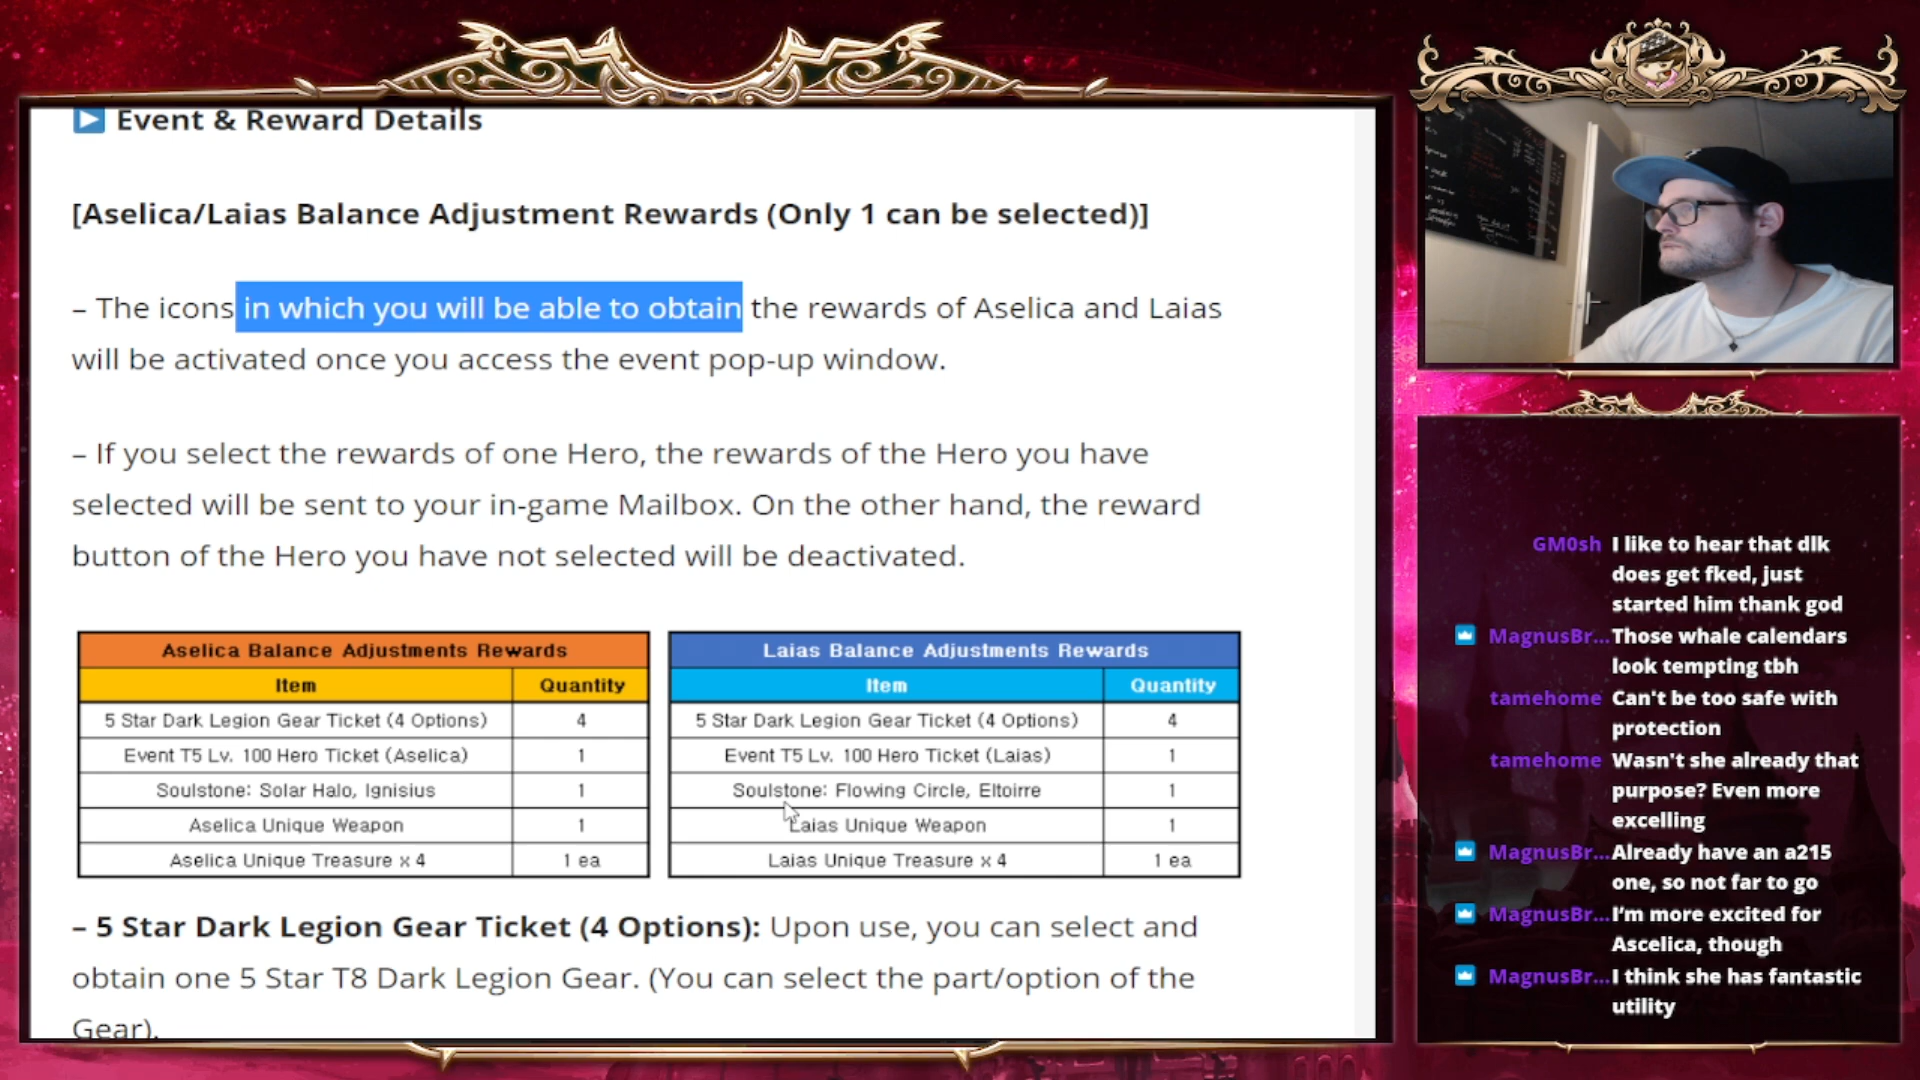 Event & Reward Details
[Aselica/Laias Balance Adjustment Rewards (Only 1 can be selected)]
– The icons in which you will be able to obtain the rewards of Aselica and Laias
will be activated once you access the event pop-up window.
– If you select the rewards of one Hero, the rewards of the Hero you have
selected will be sent to your in-game Mailbox. On the other hand, the reward
button of the Hero you have not selected will be deactivated.
Aselica Balance Adjustments Rewards
Item Quantity
5 Star Dark Legion Gear Ticket (4 Options) 4
Event T5 Lv. 100 Hero Ticket (Aselica) 1
Soulstone: Solar Halo, Ignisius 1
Aselica Unique Weapon 1
Aselica Unique Treasure x 4 1 ea
Laias Balance Adjustments Rewards
Item Quantity
5 Star Dark Legion Gear Ticket (4 Options) 4
Event T5 Lv. 100 Hero Ticket (Laias) 1
Soulstone: Flowing Circle, Eltoirre 1
Laias Unique Weapon 1
Laias Unique Treasure x 4 1 ea
– 5 Star Dark Legion Gear Ticket (4 Options): Upon use, you can select and
obtain one 5 Star T8 Dark Legion Gear. (You can select the part/option of the
Gear).
GM0sh I like to hear that dlk
does get fked, just
started him thank god
MagnusBr... Those whale calendars
look tempting tbh
tamehome Can't be too safe with
protection
tamehome Wasn't she already that
purpose? Even more
excelling
MagnusBr... Already have an a215
one, so not far to go
MagnusBr... I'm more excited for
Ascelica, though
MagnusBr... I think she has fantastic
utility